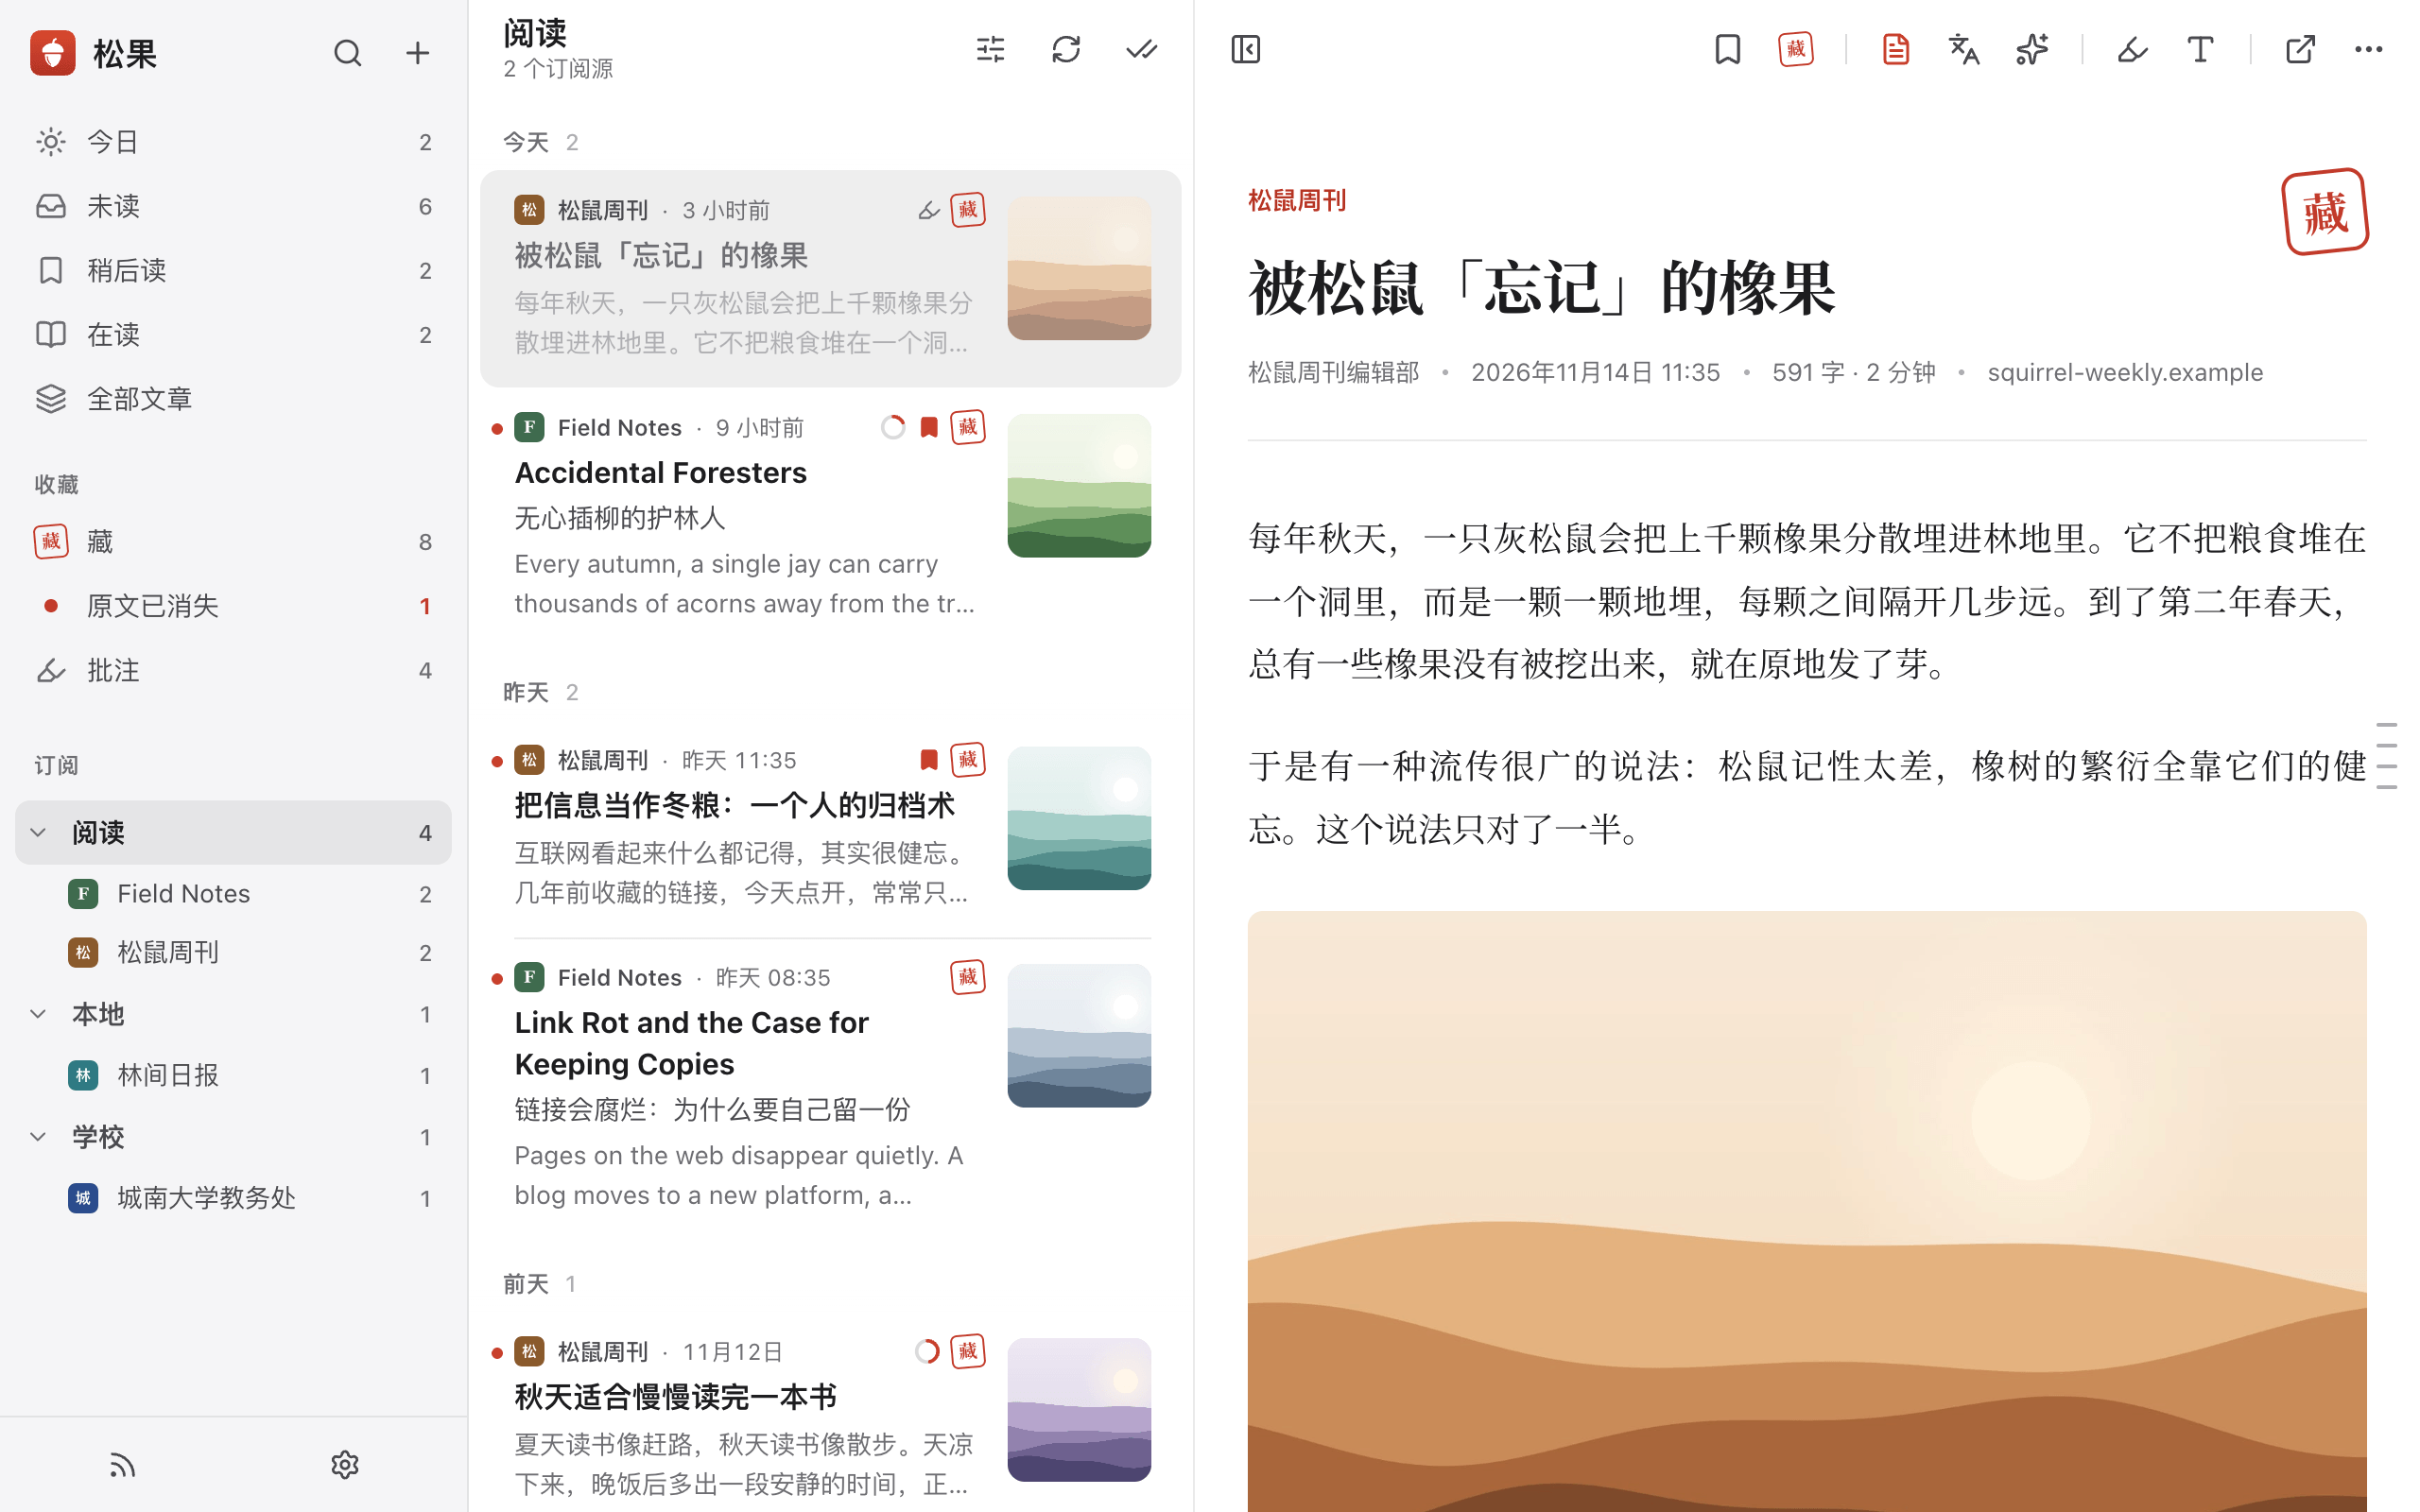 松果
今日 2
未读 6
稍后读 2
在读 2
全部文章
收藏
藏 藏 8
原文已消失 1
批注 4
订阅
阅读 4
F Field Notes 2
松 松鼠周刊 2
本地 1
林 林间日报 1
学校 1
城 城南大学教务处 1
阅读
2 个订阅源
今天 2
松 松鼠周刊 · 3 小时前 藏
被松鼠「忘记」的橡果
每年秋天，一只灰松鼠会把上千颗橡果分
散埋进林地里。它不把粮食堆在一个洞...
F Field Notes · 9 小时前 藏
Accidental Foresters
无心插柳的护林人
Every autumn, a single jay can carry
thousands of acorns away from the tr...
昨天 2
松 松鼠周刊 · 昨天 11:35 藏
把信息当作冬粮：一个人的归档术
互联网看起来什么都记得，其实很健忘。
几年前收藏的链接，今天点开，常常只...
F Field Notes · 昨天 08:35 藏
Link Rot and the Case for
Keeping Copies
链接会腐烂：为什么要自己留一份
Pages on the web disappear quietly. A
blog moves to a new platform, a...
前天 1
松 松鼠周刊 · 11月12日 藏
秋天适合慢慢读完一本书
夏天读书像赶路，秋天读书像散步。天凉
下来，晚饭后多出一段安静的时间，正...
藏
松鼠周刊
藏
被松鼠「忘记」的橡果
松鼠周刊编辑部 • 2026年11月14日 11:35 • 591 字 · 2 分钟 • squirrel-weekly.example
每年秋天，一只灰松鼠会把上千颗橡果分散埋进林地里。它不把粮食堆在
一个洞里，而是一颗一颗地埋，每颗之间隔开几步远。到了第二年春天，
总有一些橡果没有被挖出来，就在原地发了芽。
于是有一种流传很广的说法：松鼠记性太差，橡树的繁衍全靠它们的健
忘。这个说法只对了一半。